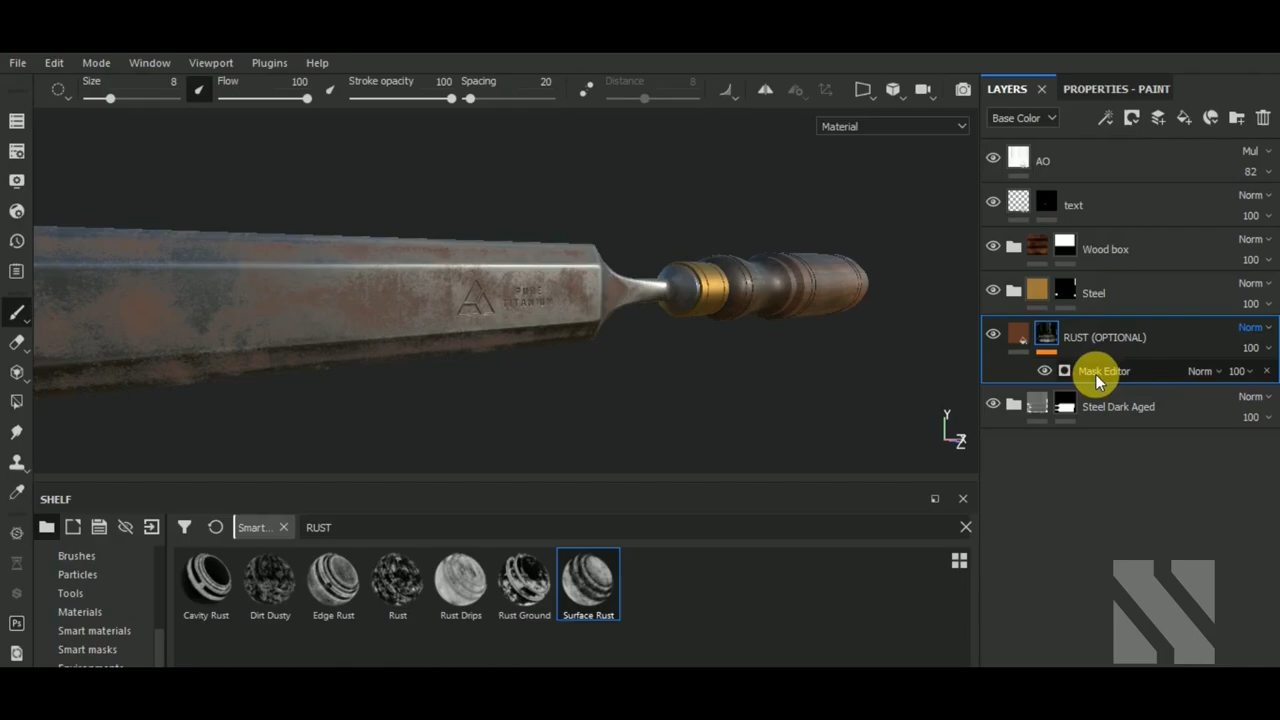 File Edit Mode Window Viewport Plugins Help
Size 8 Flow 100 Stroke opacity 100 Spacing 20 Distance 8
Material
PURE
TITANIUM
Y
Z
LAYERS PROPERTIES - PAINT
Base Color
AO Mul 82
text Norm 100
Wood box Norm 100
Steel Norm 100
RUST (OPTIONAL) Norm 100
Mask Editor Norm 100
Steel Dark Aged Norm 100
SHELF
Smart... RUST
Brushes
Particles
Tools
Materials
Smart materials
Smart masks
Cavity Rust Dirt Dusty Edge Rust Rust Rust Drips Rust Ground Surface Rust
Ps